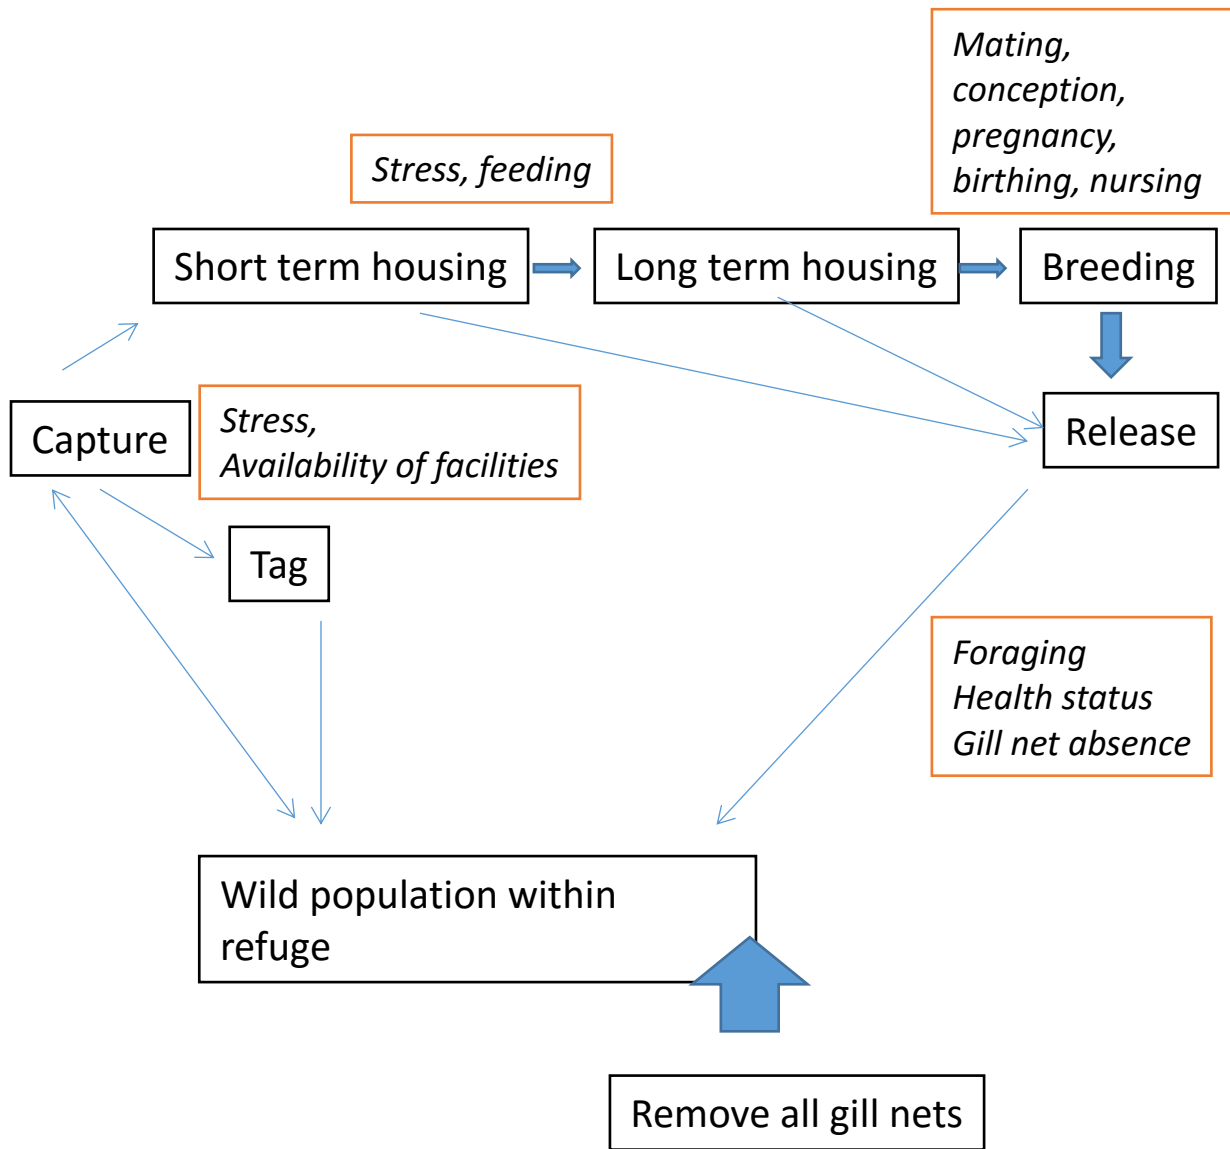 Mating,
conception,
pregnancy,
birthing, nursing
Stress, feeding
Short term housing
Long term housing
Breeding
Capture
Stress,
Availability of facilities
Release
Tag
Foraging
Health status
Gill net absence
Wild population within
refuge
Remove all gill nets